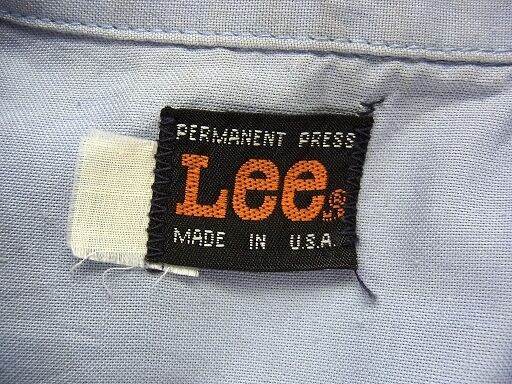 PERMANENT PRESS
Lee®
M.R.
MADE IN U.S.A.